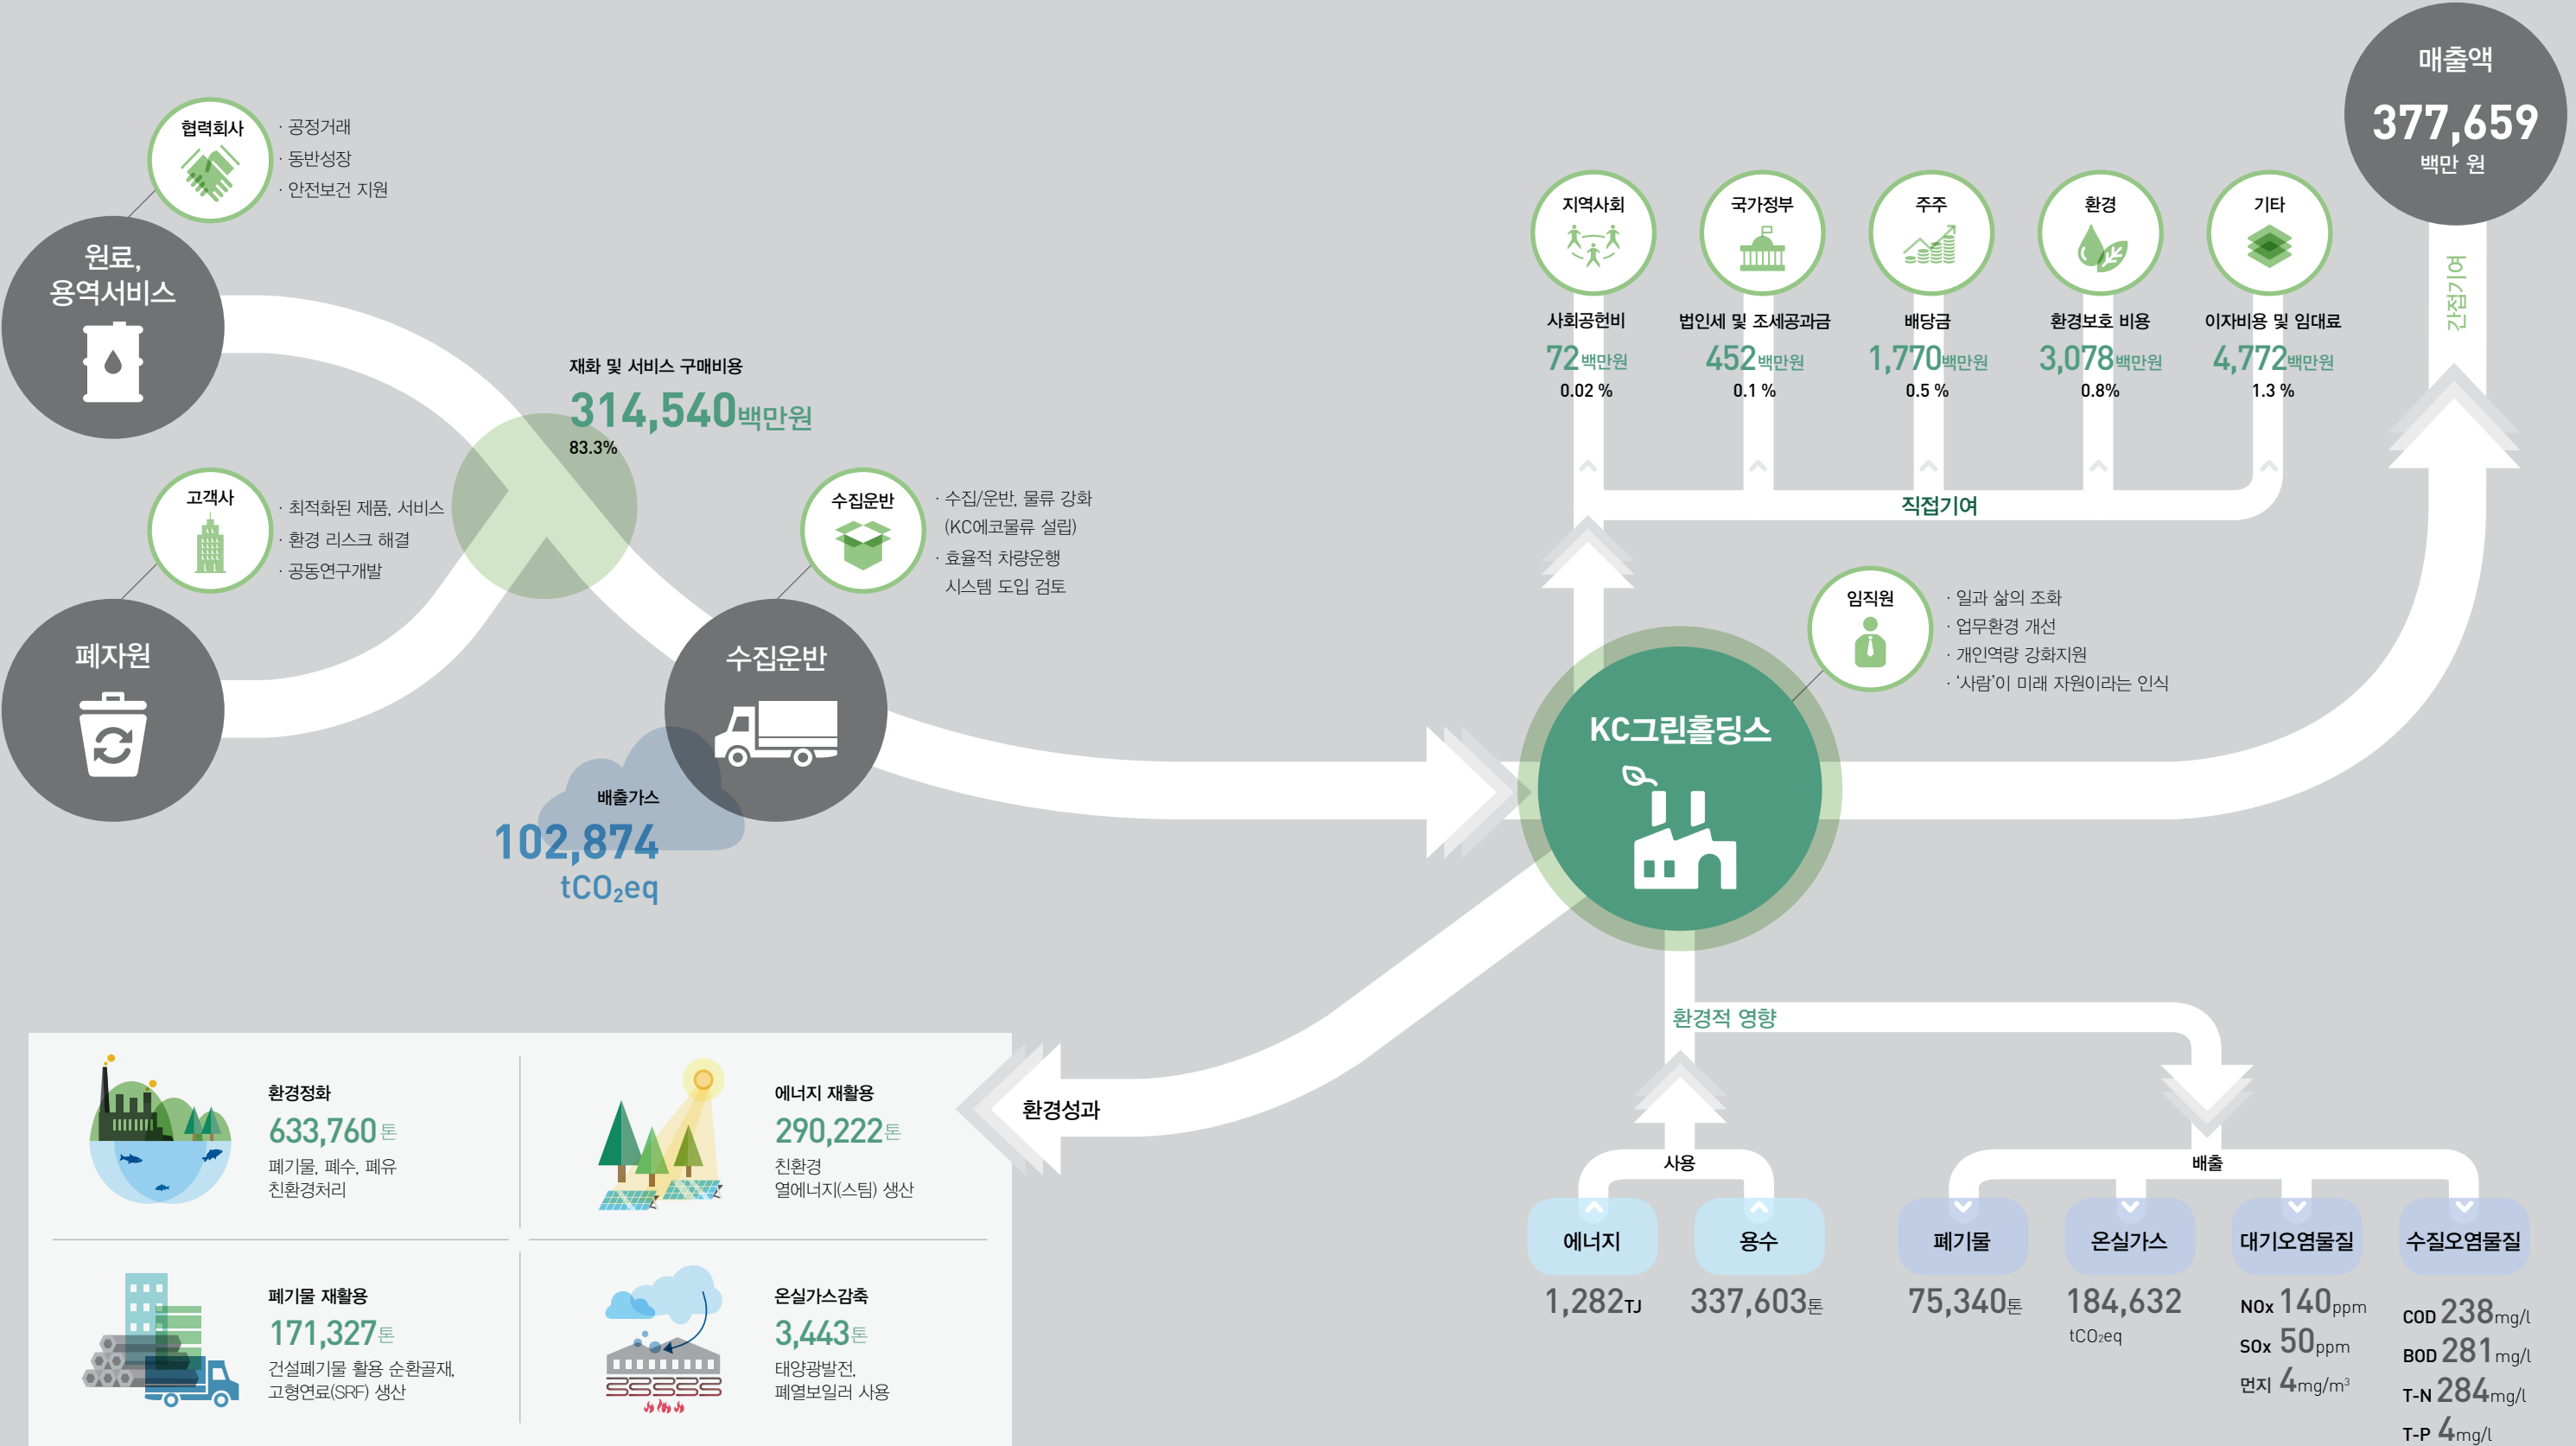 협력회사
· 공정거래
· 동반성장
· 안전보건 지원
원료,
용역서비스
고객사
· 최적화된 제품, 서비스
· 환경 리스크 해결
· 공동연구개발
폐자원
재화 및 서비스 구매비용
314,540백만원
83.3%
수집운반
· 수집/운반, 물류 강화
(KC에코물류 설립)
· 효율적 차량운행
시스템 도입 검토
수집운반
배출가스
102,874
tCO₂eq
매출액
377,659
백만 원
간접기여
지역사회
사회공헌비
72백만원
0.02 %
국가정부
법인세 및 조세공과금
452백만원
0.1 %
주주
배당금
1,770백만원
0.5 %
환경
환경보호 비용
3,078백만원
0.8%
기타
이자비용 및 임대료
4,772백만원
1.3 %
직접기여
임직원
· 일과 삶의 조화
· 업무환경 개선
· 개인역량 강화지원
· ‘사람’이 미래 자원이라는 인식
KC그린홀딩스
환경성과
환경정화
633,760톤
폐기물, 폐수, 폐유
친환경처리
에너지 재활용
290,222톤
친환경
열에너지(스팀) 생산
폐기물 재활용
171,327톤
건설폐기물 활용 순환골재,
고형연료(SRF) 생산
온실가스감축
3,443톤
태양광발전,
폐열보일러 사용
환경적 영향
사용
에너지
1,282TJ
용수
337,603톤
배출
폐기물
75,340톤
온실가스
184,632
tCO₂eq
대기오염물질
NOx 140ppm
SOx 50ppm
먼지 4mg/m³
수질오염물질
COD 238mg/l
BOD 281mg/l
T-N 284mg/l
T-P 4mg/l